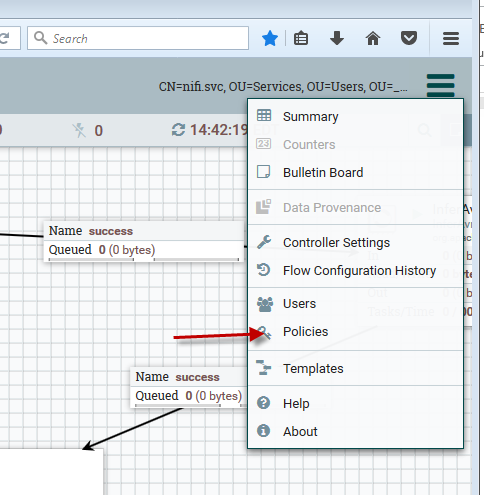 Search
CN=nifi.svc, OU=Services, OU=Users, OU=_...
0
14:42:19
Summary
Counters
Bulletin Board
Data Provenance
Controller Settings
Flow Configuration History
Users
Policies
Templates
Help
About
Name success
Queued 0 (0 bytes)
Name success
Queued 0 (0 bytes)